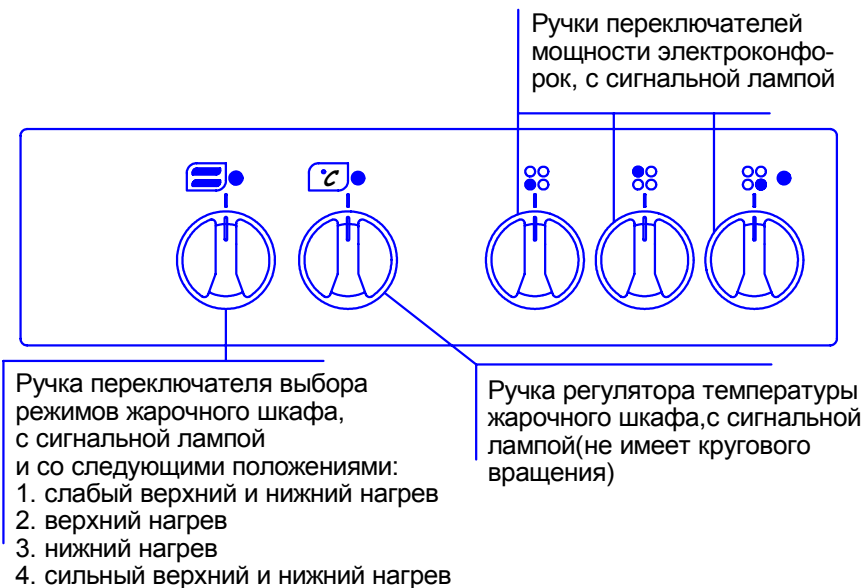 Ручки переключателей
мощности электроконфо-
рок, с сигнальной лампой
°C
Ручка переключателя выбора
режимов жарочного шкафа,
с сигнальной лампой
и со следующими положениями:
1. слабый верхний и нижний нагрев
2. верхний нагрев
3. нижний нагрев
4. сильный верхний и нижний нагрев
Ручка регулятора температуры
жарочного шкафа,с сигнальной
лампой(не имеет кругового
вращения)